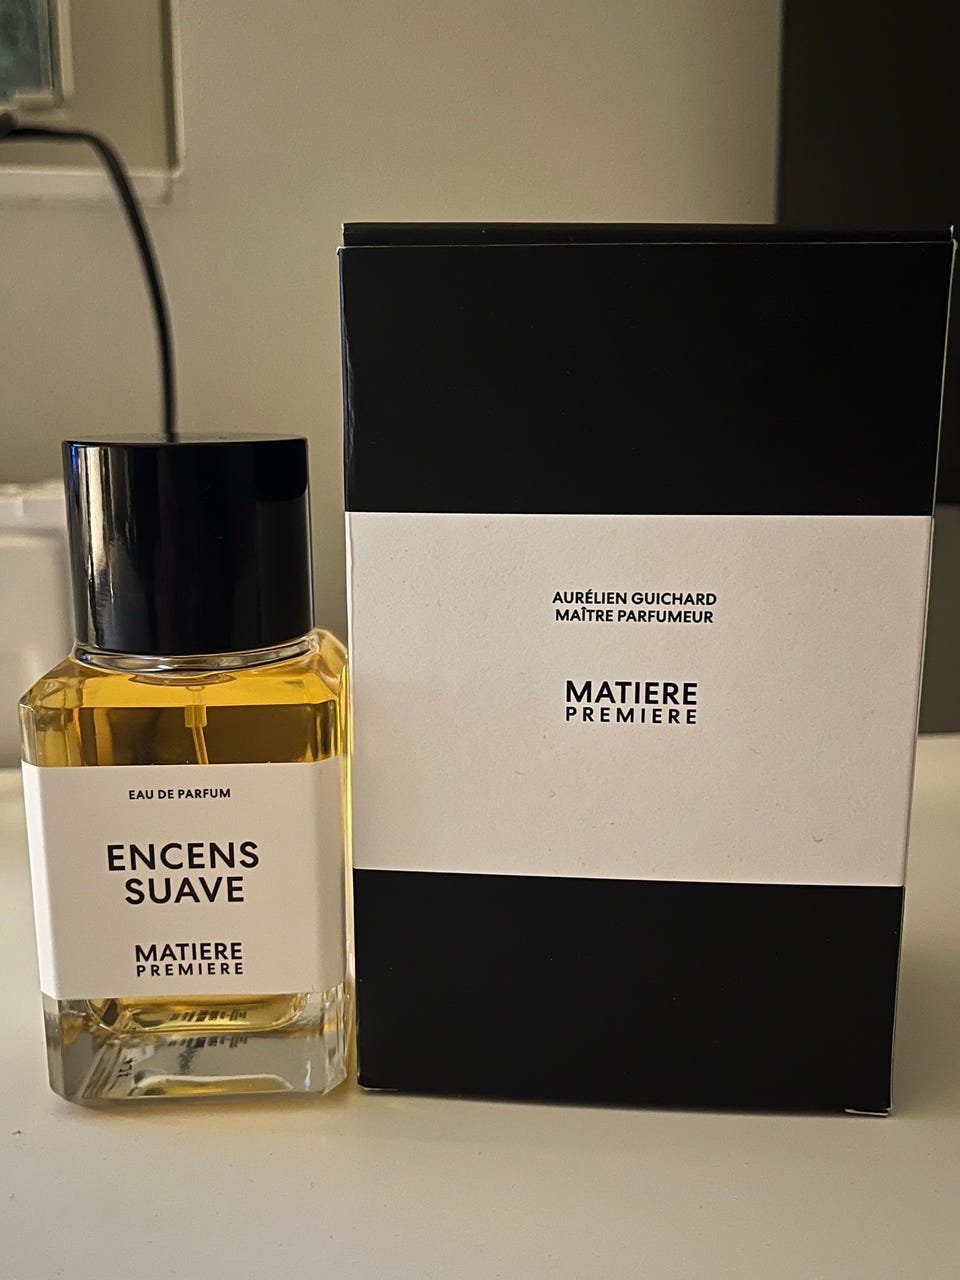 EAU DE PARFUM
ENCENS
SUAVE
MATIERE
PREMIERE
AURÉLIEN GUICHARD
MAÎTRE PARFUMEUR
MATIERE
PREMIERE